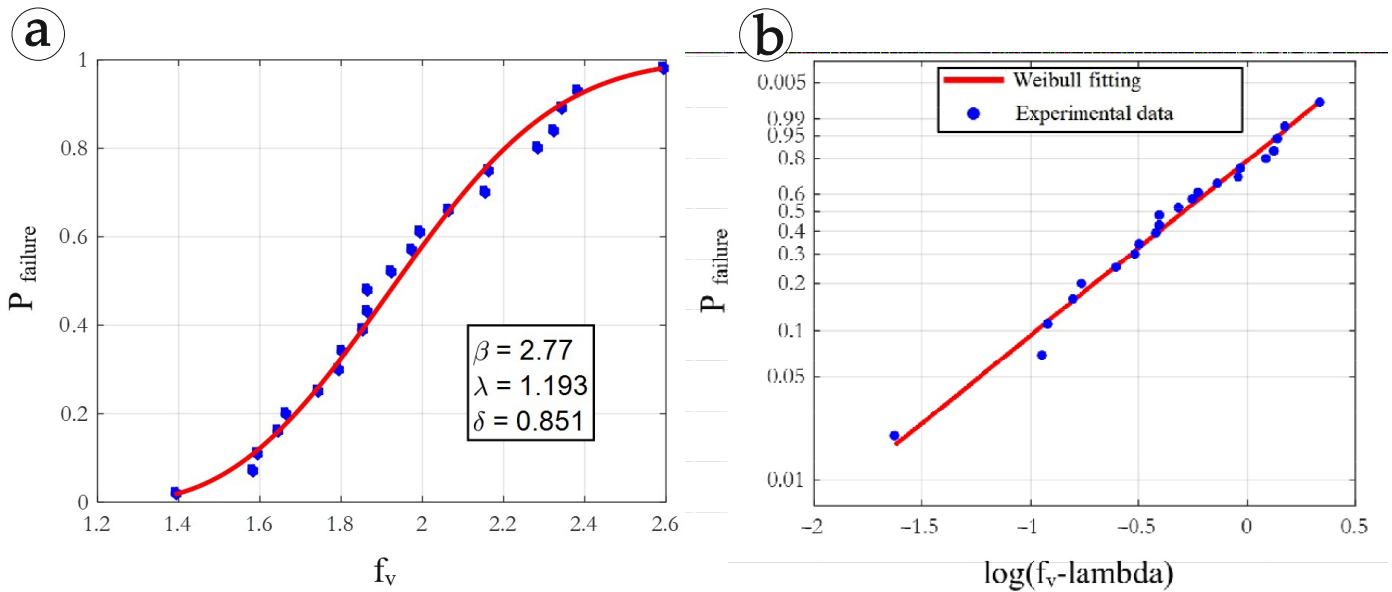 a
1
0.8
0.6
0.4
0.2
0
1.2 1.4 1.6 1.8 2 2.2 2.4 2.6
P failure
fv
β = 2.77
λ = 1.193
δ = 0.851
b
0.005
0.99
0.95
0.8
0.6
0.5
0.4
0.3
0.2
0.1
0.05
0.01
−2 −1.5 −1 −0.5 0 0.5
P failure
log(fv-lambda)
Weibull fitting
Experimental data